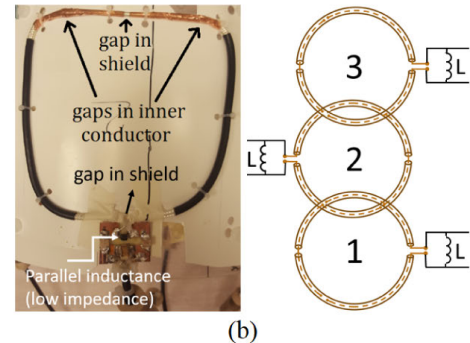 gap in
shield
gaps in inner
conductor
gap in shield
Parallel inductance
(low impedance)
3
L
L
2
1
L
(b)